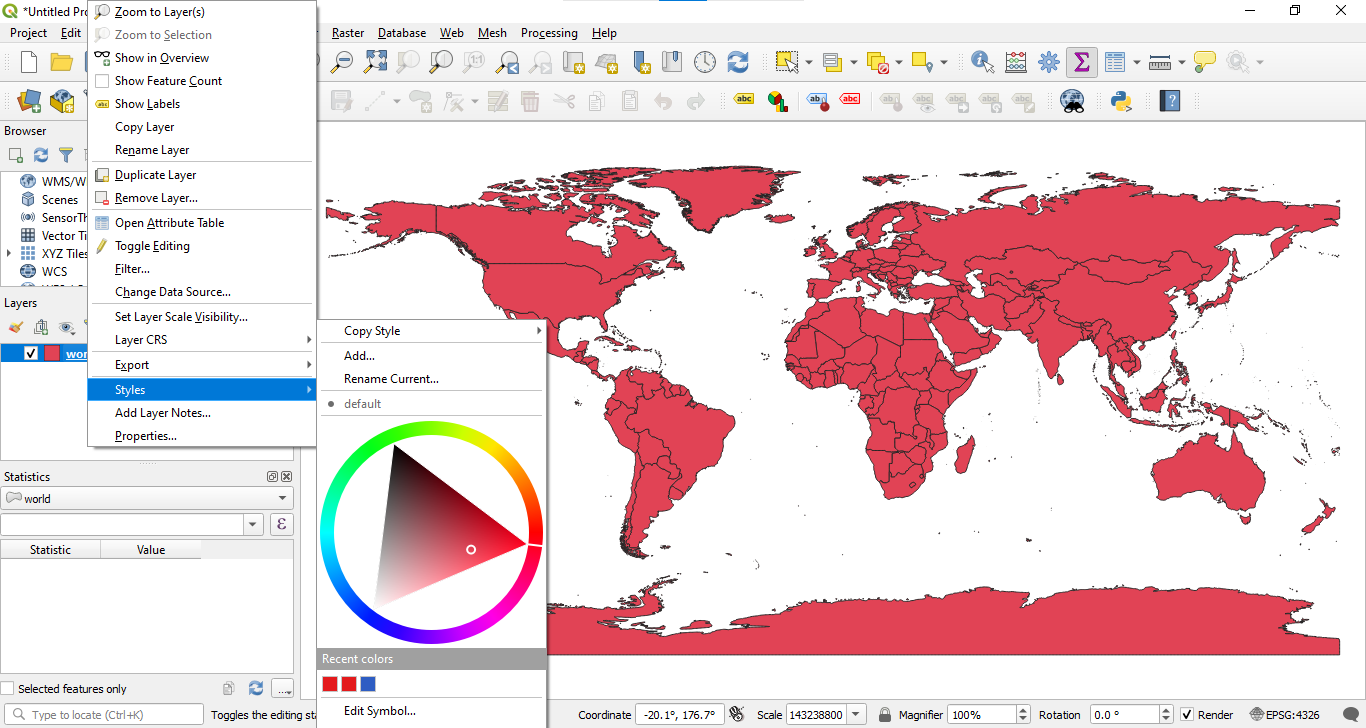 *Untitled Pro
Project Edit Raster Database Web Mesh Processing Help
Zoom to Layer(s)
Zoom to Selection
Show in Overview
Show Feature Count
Show Labels
Copy Layer
Rename Layer
Duplicate Layer
Remove Layer...
Open Attribute Table
Toggle Editing
Filter...
Change Data Source...
Set Layer Scale Visibility...
Layer CRS
Export
Styles
Add Layer Notes...
Properties...
Browser
WMS/W
Scenes
SensorTh
Vector Ti
XYZ Tiles
WCS
Layers
wor
Copy Style
Add...
Rename Current...
default
Recent colors
Edit Symbol...
Statistics
world
ε
Statistic Value
Selected features only
...
Type to locate (Ctrl+K)
Toggles the editing sta
Coordinate -20.1°, 176.7° Scale 143238800 Magnifier 100% Rotation 0.0 ° Render EPSG:4326